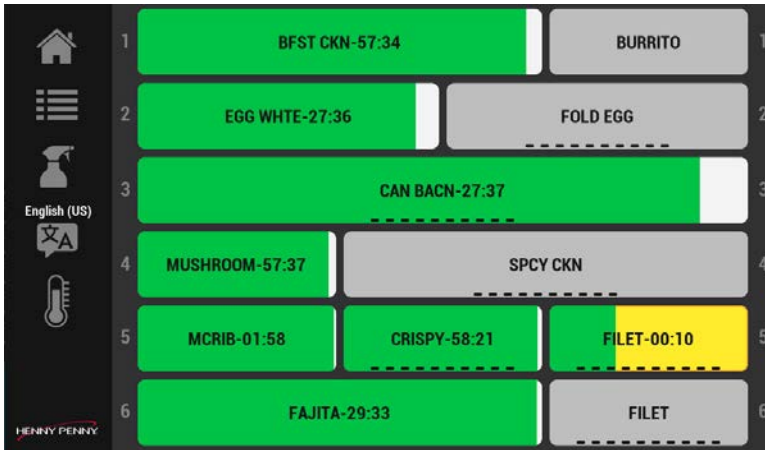 1 BFST CKN-57:34 BURRITO 1
2 EGG WHTE-27:36 FOLD EGG 2
3 CAN BACN-27:37 3
English (US)
文A
4 MUSHROOM-57:37 SPCY CKN 4
5 MCRIB-01:58 CRISPY-58:21 FILET-00:10 5
6 FAJITA-29:33 FILET 6
HENNY PENNY